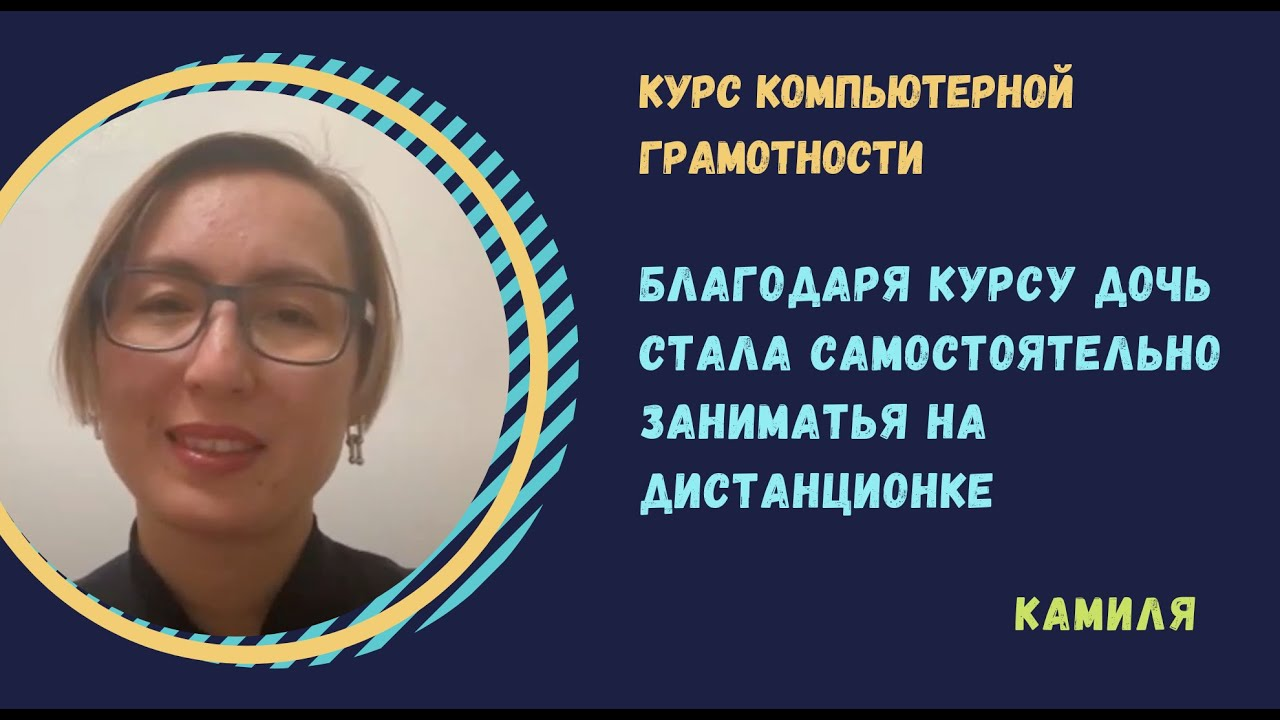 КУРС КОМПЬЮТЕРНОЙ
ГРАМОТНОСТИ
БЛАГОДАРЯ КУРСУ ДОЧЬ
СТАЛА САМОСТОЯТЕЛЬНО
ЗАНИМАТЬЯ НА
ДИСТАНЦИОНКЕ
КАМИЛЯ